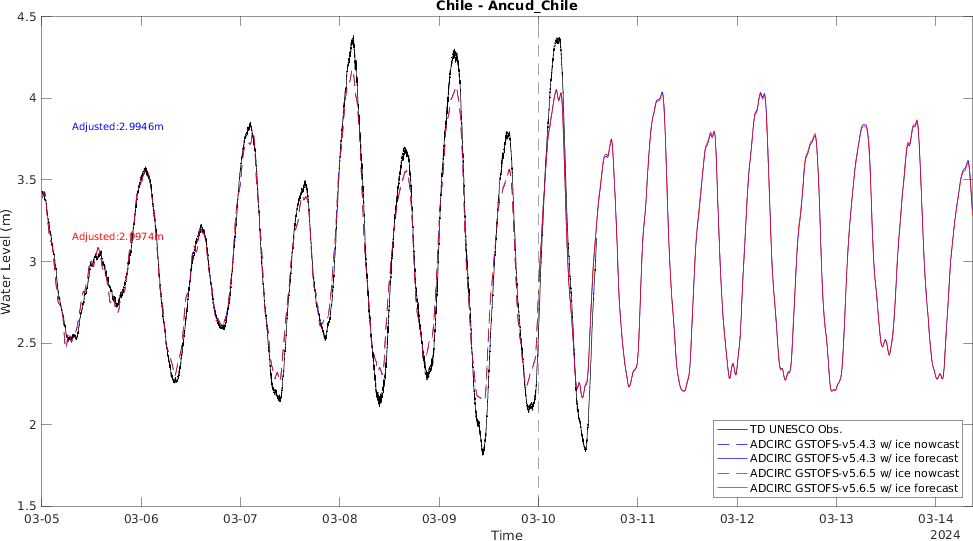 Chile - Ancud_Chile
4.5
4
3.5
3
2.5
2
1.5
Water Level (m)
Adjusted:2.9946m
Adjusted:2.9974m
TD UNESCO Obs.
ADCIRC GSTOFS-v5.4.3 w/ ice nowcast
ADCIRC GSTOFS-v5.4.3 w/ ice forecast
ADCIRC GSTOFS-v5.6.5 w/ ice nowcast
ADCIRC GSTOFS-v5.6.5 w/ ice forecast
03-05 03-06 03-07 03-08 03-09 03-10 03-11 03-12 03-13 03-14
Time
2024